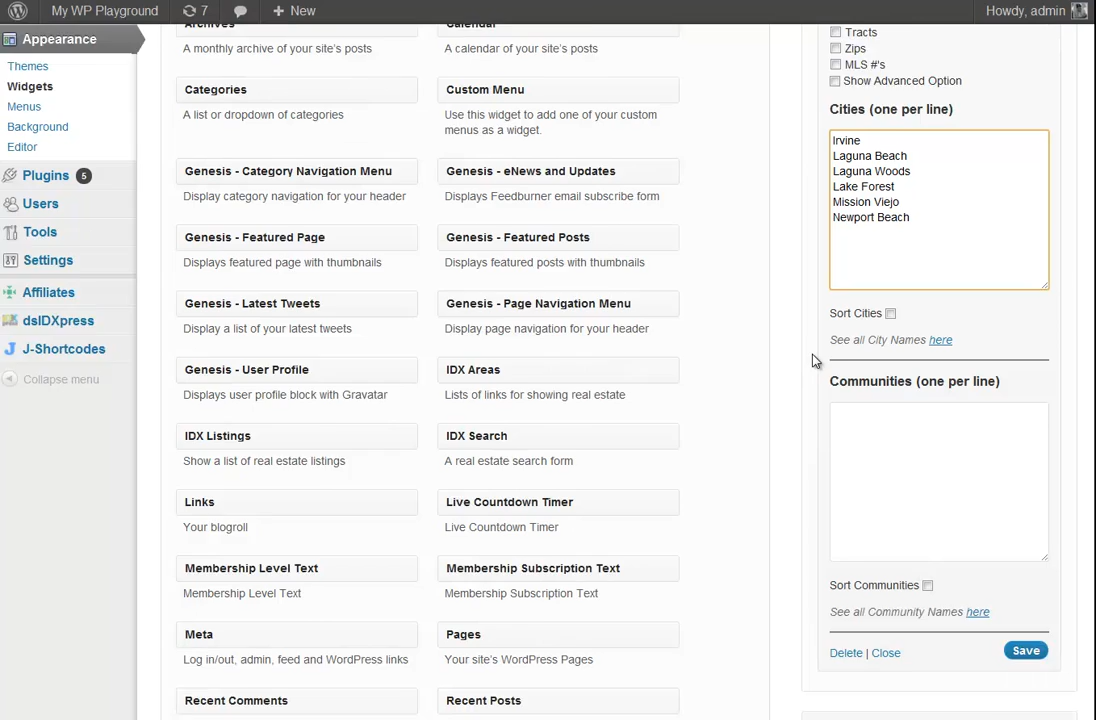 My WP Playground
7
New
Howdy, admin
Appearance
Themes
Widgets
Menus
Background
Editor
Plugins 5
Users
Tools
Settings
Affiliates
dsIDXpress
J-Shortcodes
Collapse menu
Archives
A monthly archive of your site's posts
Calendar
A calendar of your site's posts
Categories
A list or dropdown of categories
Custom Menu
Use this widget to add one of your custom
menus as a widget.
Genesis - Category Navigation Menu
Display category navigation for your header
Genesis - eNews and Updates
Displays Feedburner email subscribe form
Genesis - Featured Page
Displays featured page with thumbnails
Genesis - Featured Posts
Displays featured posts with thumbnails
Genesis - Latest Tweets
Display a list of your latest tweets
Genesis - Page Navigation Menu
Display page navigation for your header
Genesis - User Profile
Displays user profile block with Gravatar
IDX Areas
Lists of links for showing real estate
IDX Listings
Show a list of real estate listings
IDX Search
A real estate search form
Links
Your blogroll
Live Countdown Timer
Live Countdown Timer
Membership Level Text
Membership Level Text
Membership Subscription Text
Membership Subscription Text
Meta
Log in/out, admin, feed and WordPress links
Pages
Your site's WordPress Pages
Recent Comments
Recent Posts
Tracts
Zips
MLS #'s
Show Advanced Option
Cities (one per line)
Irvine
Laguna Beach
Laguna Woods
Lake Forest
Mission Viejo
Newport Beach
Sort Cities
See all City Names here
Communities (one per line)
Sort Communities
See all Community Names here
Delete | Close
Save